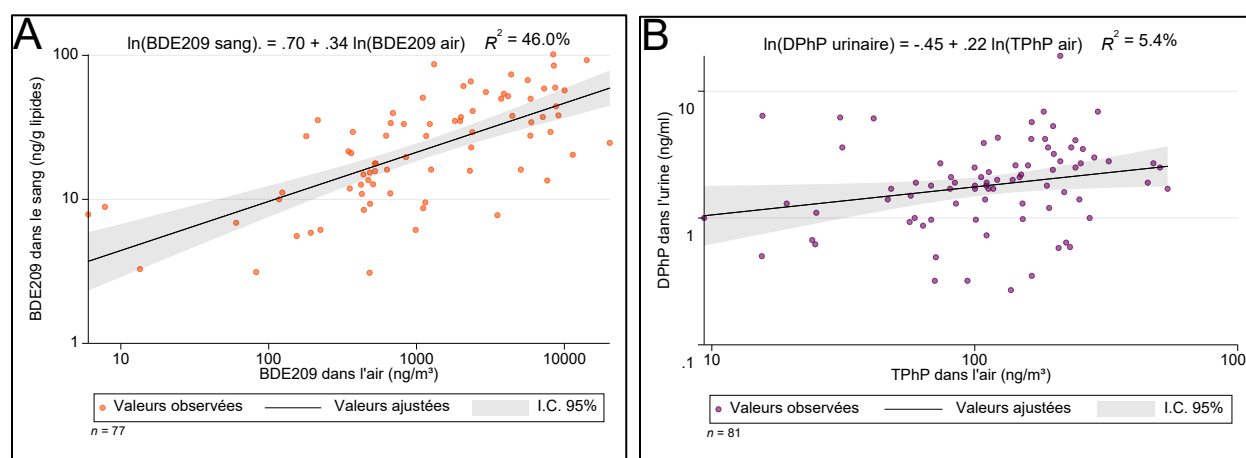 A
ln(BDE209 sang). = .70 + .34 ln(BDE209 air) R² = 46.0%
BDE209 dans le sang (ng/g lipides)
100
10
1
10 100 1000 10000
BDE209 dans l'air (ng/m³)
Valeurs observées Valeurs ajustées I.C. 95%
n = 77
B
ln(DPhP urinaire) = -.45 + .22 ln(TPhP air) R² = 5.4%
DPhP dans l'urine (ng/ml)
10
1
.1
10 100 100
TPhP dans l'air (ng/m³)
Valeurs observées Valeurs ajustées I.C. 95%
n = 81